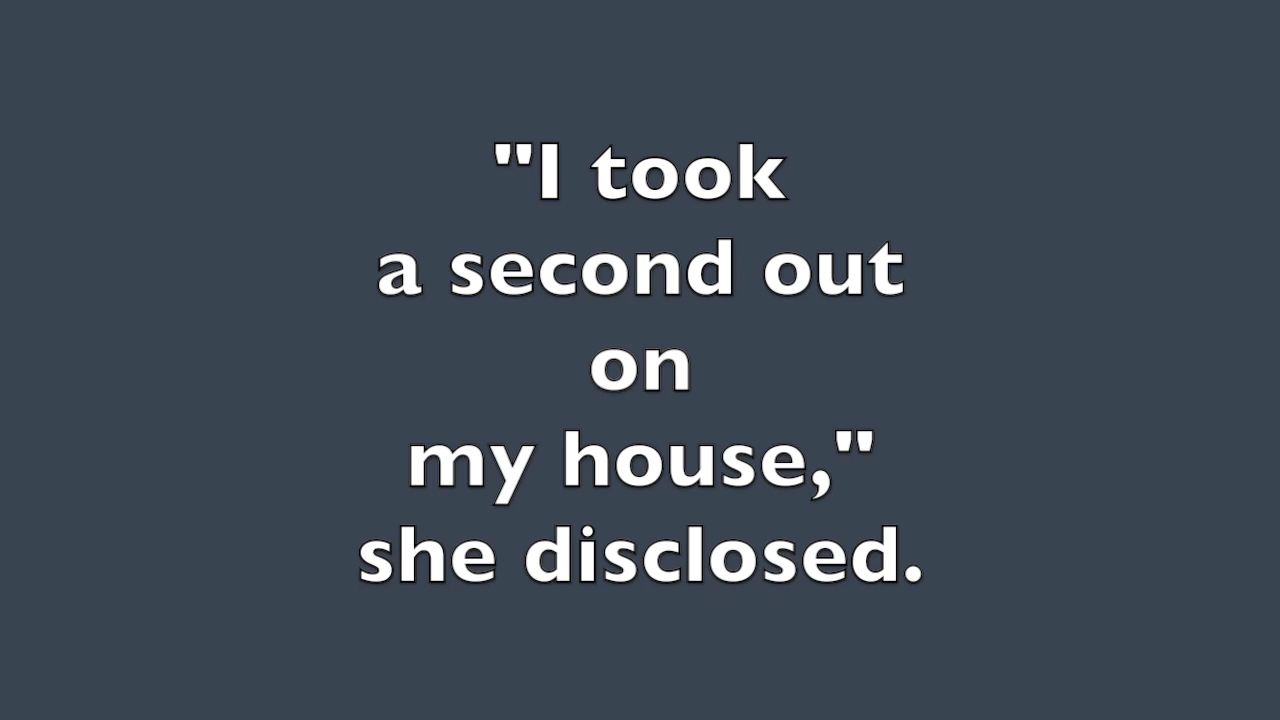 "I took
a second out
on
my house,"
she disclosed.